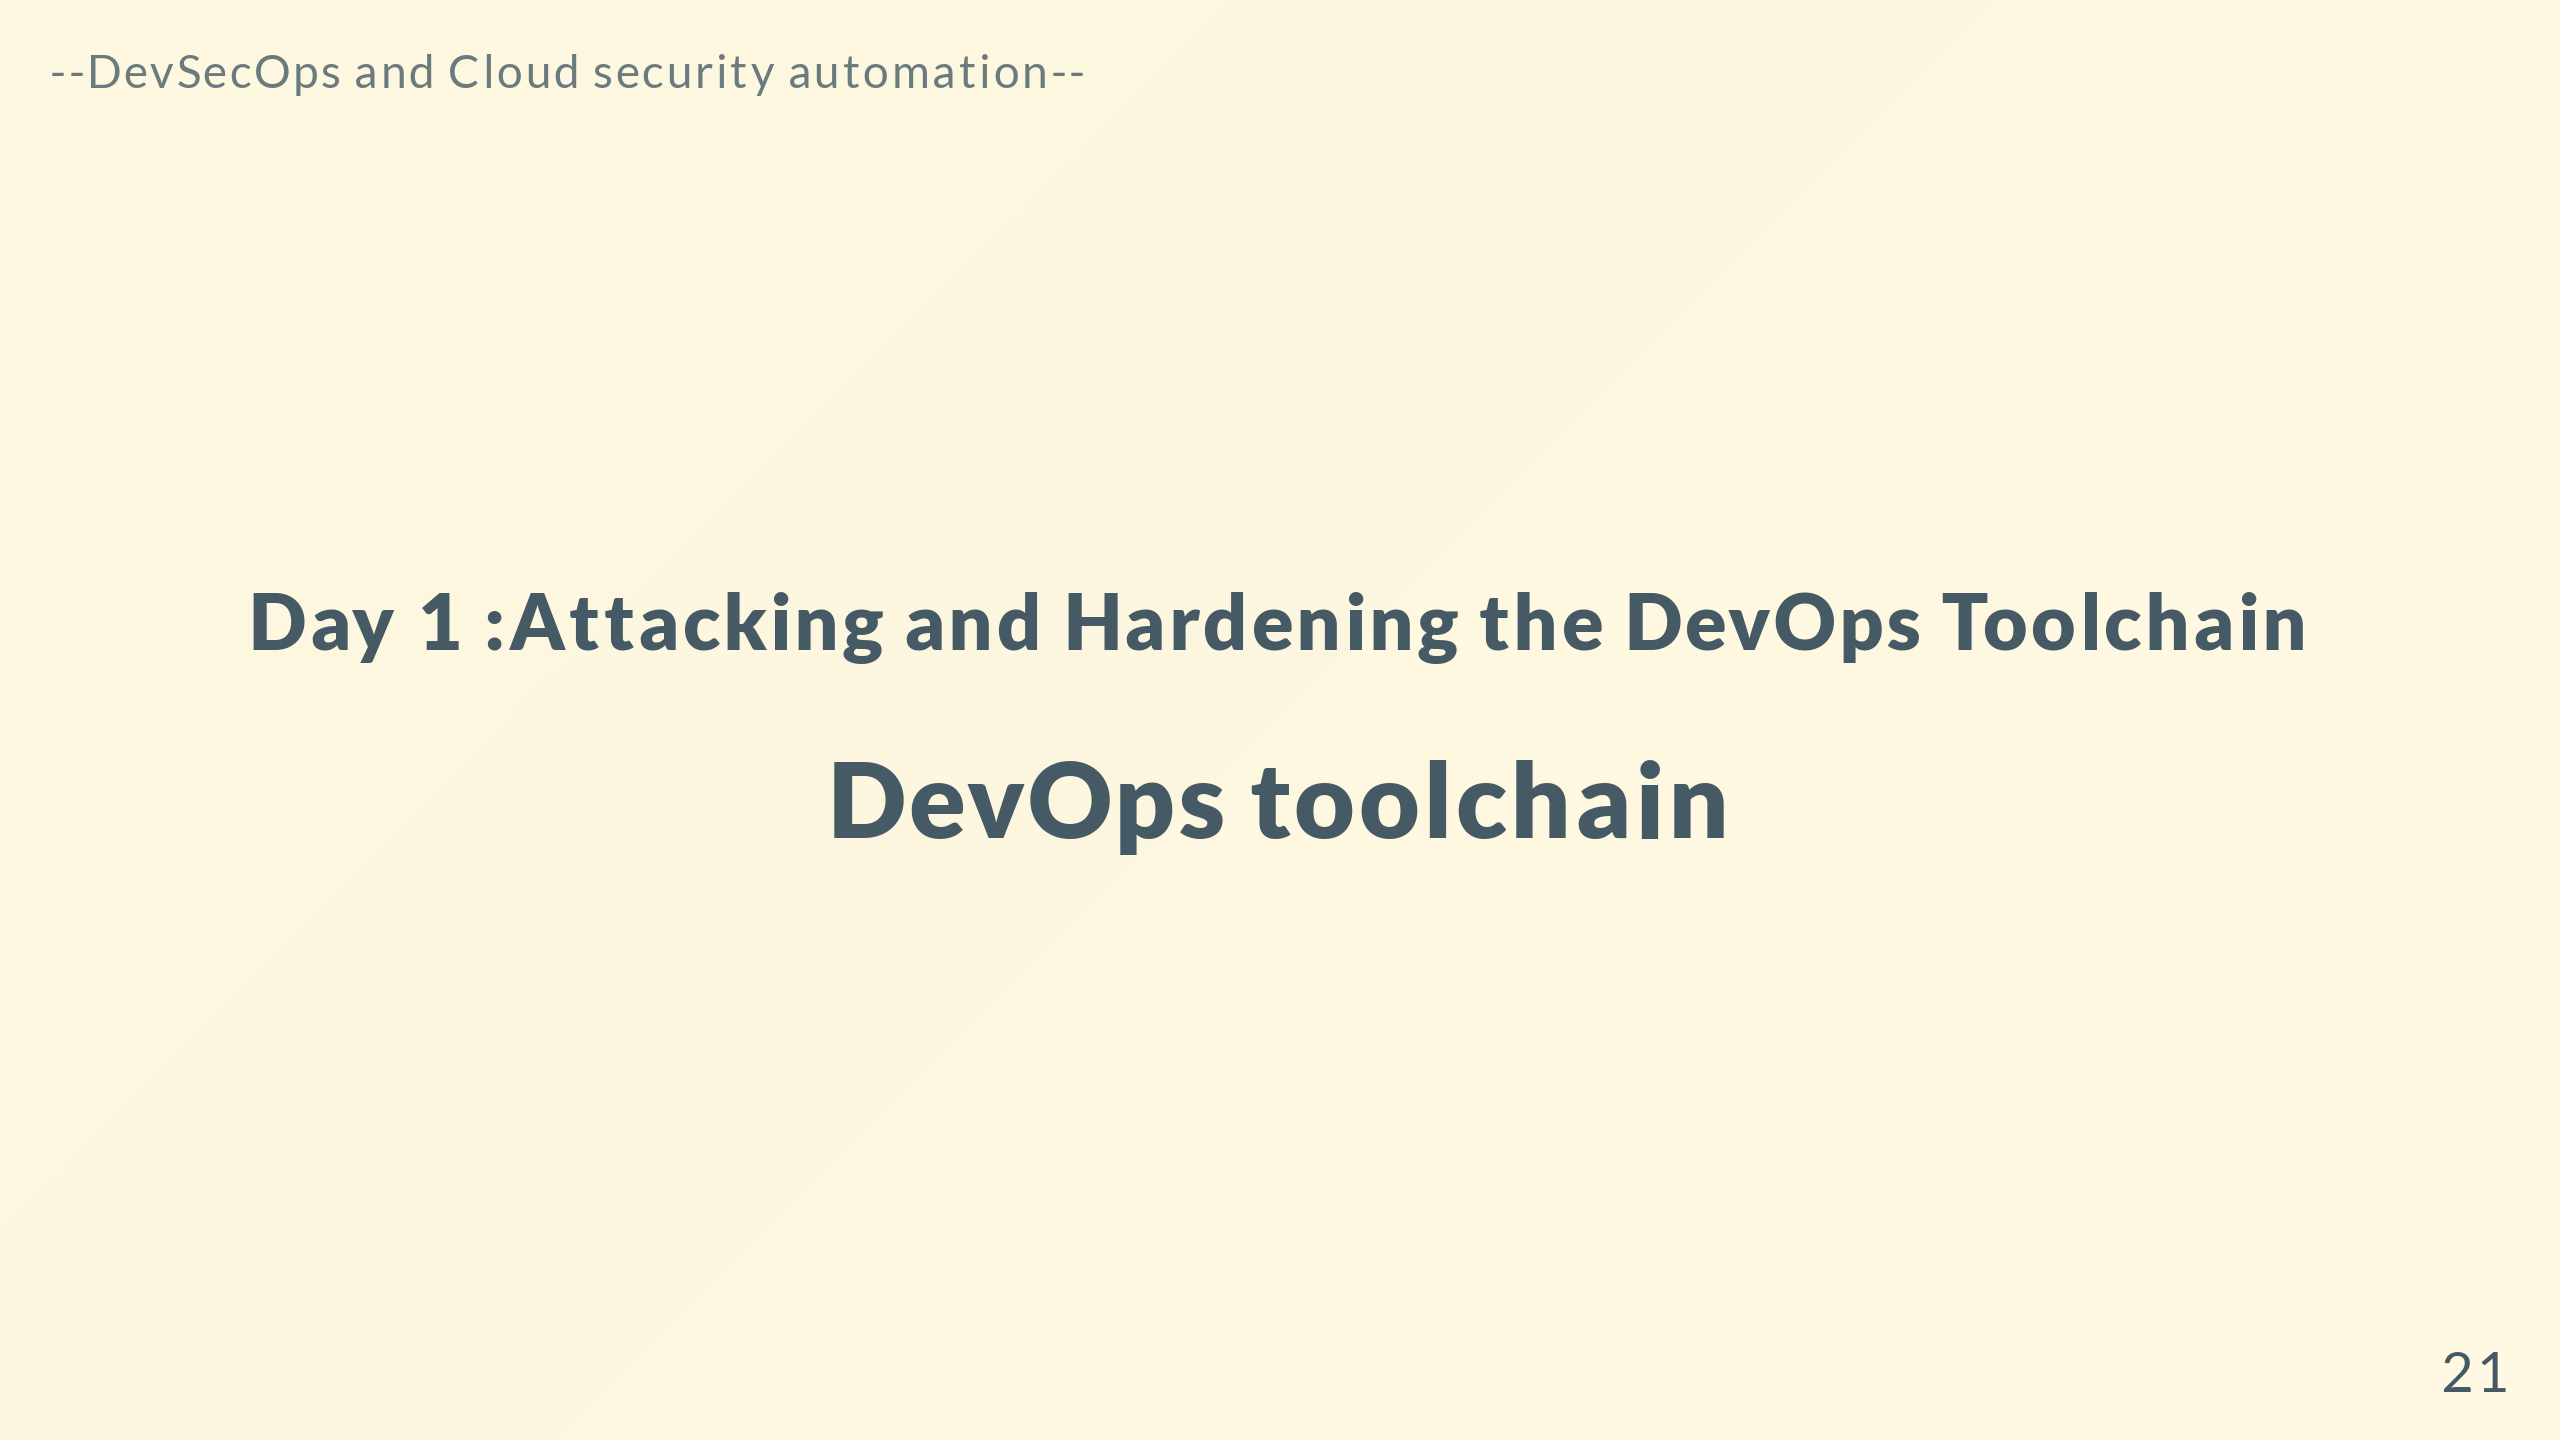 --DevSecOps and Cloud security automation--
Day 1 :Attacking and Hardening the DevOps Toolchain
DevOps toolchain
21